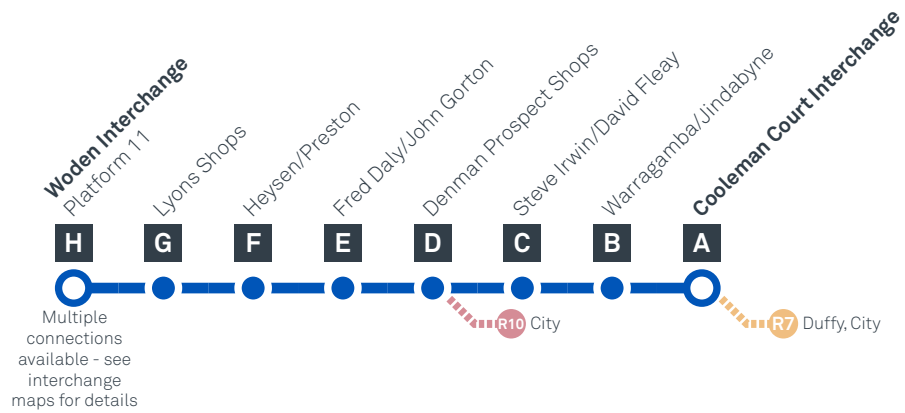 Woden Interchange
Platform 11
Lyons Shops
Heysen/Preston
Fred Daly/John Gorton
Denman Prospect Shops
Steve Irwin/David Fleay
Warragamba/Jindabyne
Cooleman Court Interchange
H G F E D C B A
Multiple
connections
available - see
interchange
maps for details
R10 City
R7 Duffy, City